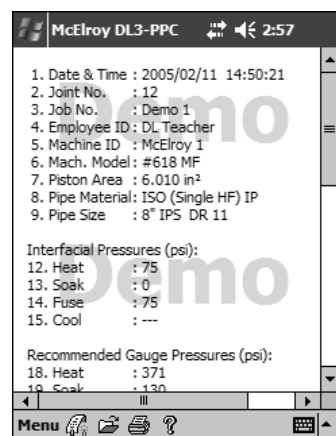 McElroy DL3-PPC 2:57
1. Date & Time : 2005/02/11 14:50:21
2. Joint No. : 12
3. Job No. : Demo 1
4. Employee ID : DL Teacher
5. Machine ID : McElroy 1
6. Mach. Model : #618 MF
7. Piston Area : 6.010 in²
8. Pipe Material : ISO (Single HF) IP
9. Pipe Size : 8" IPS DR 11
Demo
Interfacial Pressures (psi):
12. Heat : 75
13. Soak : 0
14. Fuse : 75
15. Cool : ---
Demo
Recommended Gauge Pressures (psi):
18. Heat : 371
19. Soak : 130
Menu